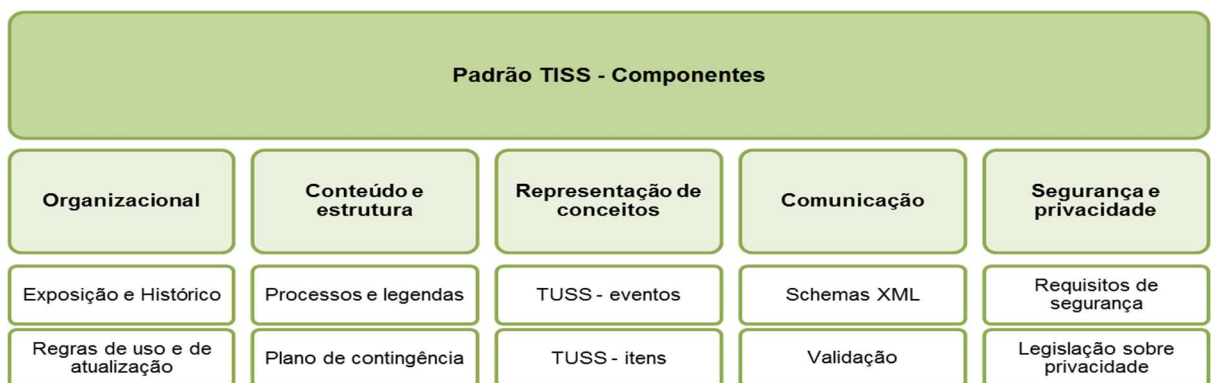 Padrão TISS - Componentes
Organizacional
Conteúdo e
estrutura
Representação de
conceitos
Comunicação
Segurança e
privacidade
Exposição e Histórico
Processos e legendas
TUSS - eventos
Schemas XML
Requisitos de
segurança
Regras de uso e de
atualização
Plano de contingência
TUSS - itens
Validação
Legislação sobre
privacidade